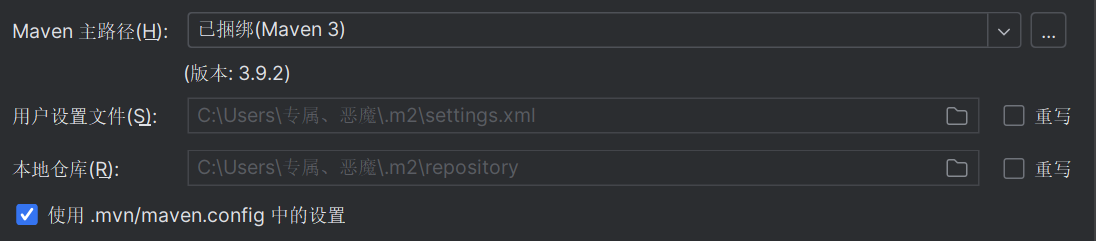 Maven 主路径(H): 已捆绑(Maven 3) ...
(版本: 3.9.2)
用户设置文件(S): C:\Users\专属、恶魔\.m2\settings.xml 重写
本地仓库(R): C:\Users\专属、恶魔\.m2\repository 重写
使用 .mvn/maven.config 中的设置